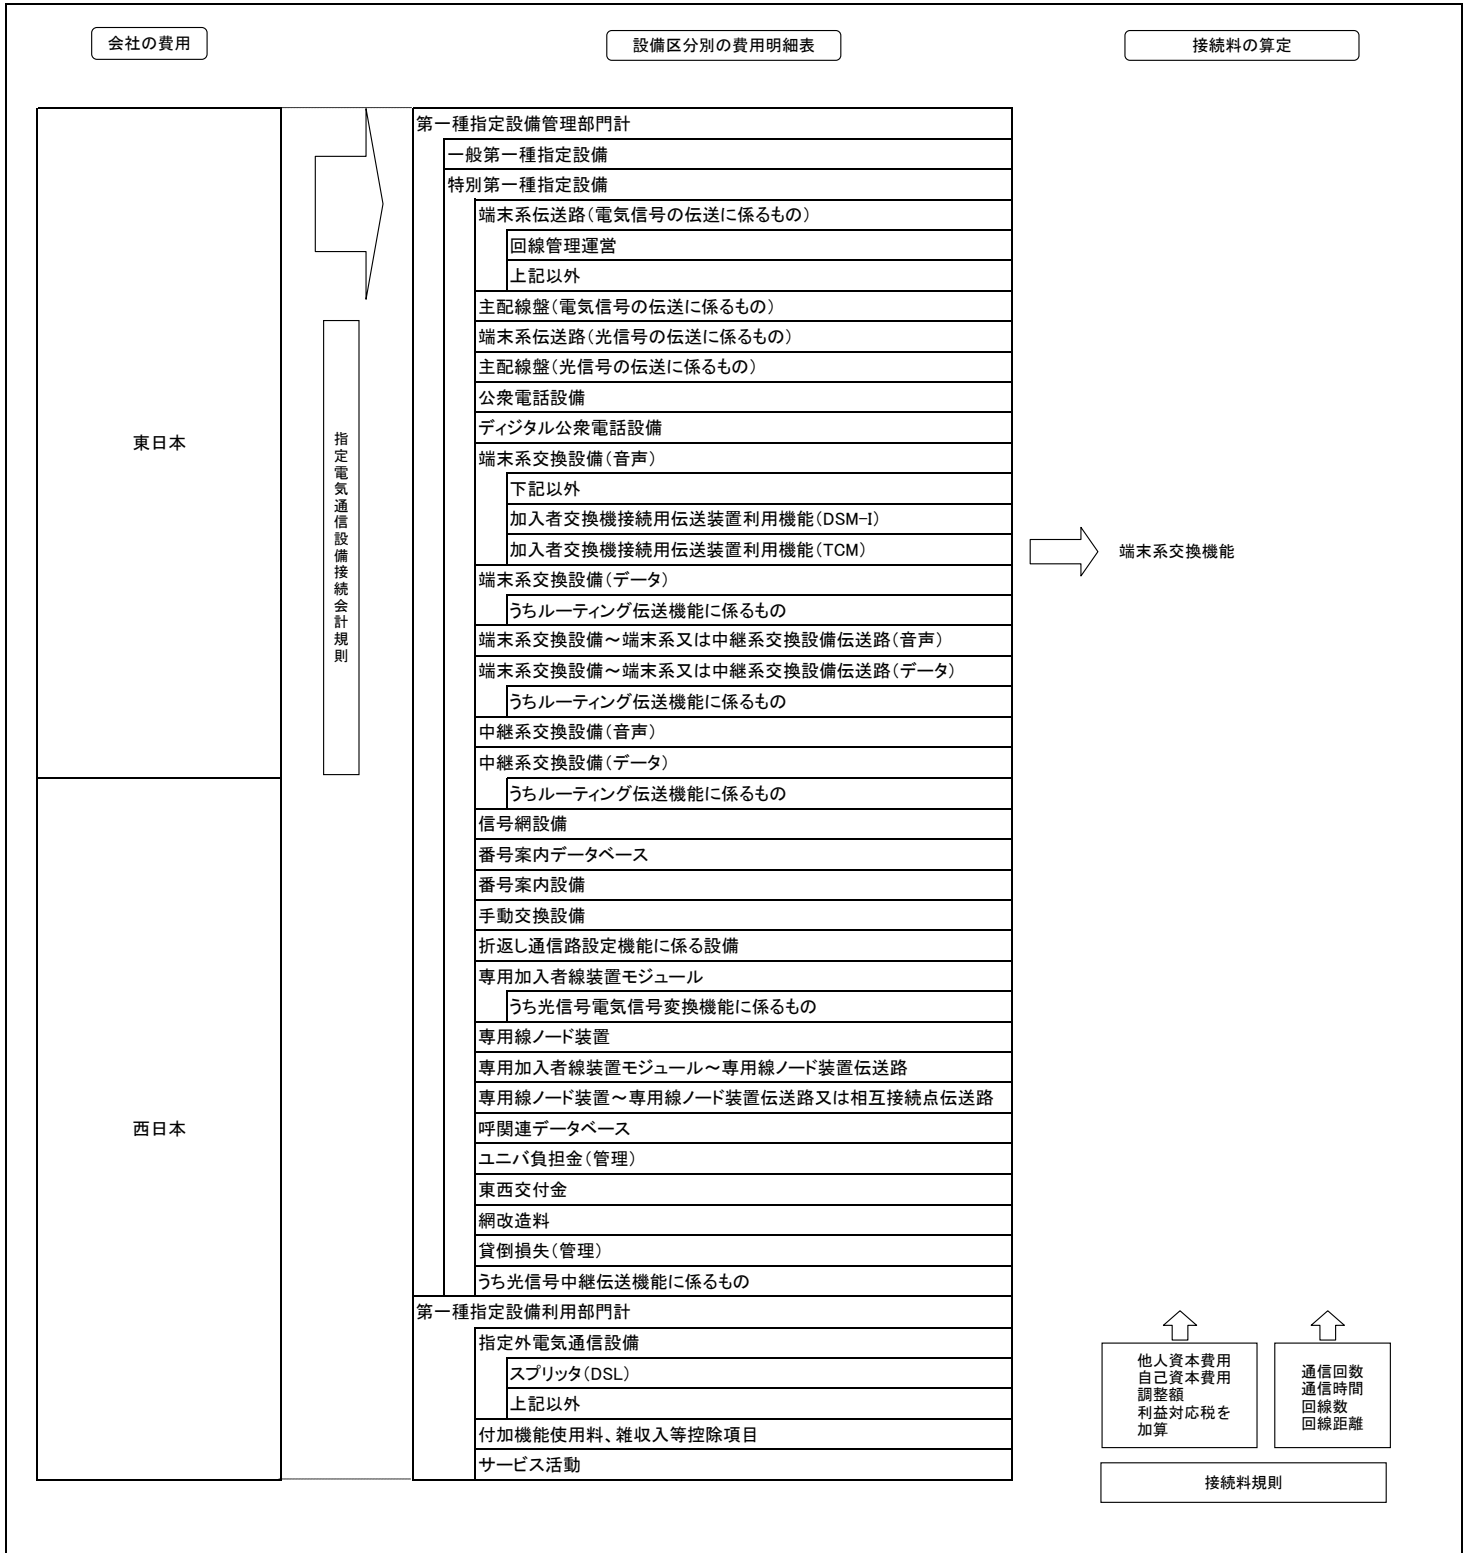 会社の費用
設備区分別の費用明細表
接続料の算定
東日本
西日本
指定電気通信設備接続会計規則
第一種指定設備管理部門計
一般第一種指定設備
特別第一種指定設備
端末系伝送路(電気信号の伝送に係るもの)
回線管理運営
上記以外
主配線盤(電気信号の伝送に係るもの)
端末系伝送路(光信号の伝送に係るもの)
主配線盤(光信号の伝送に係るもの)
公衆電話設備
ディジタル公衆電話設備
端末系交換設備(音声)
下記以外
加入者交換機接続用伝送装置利用機能(DSM-I)
加入者交換機接続用伝送装置利用機能(TCM)
端末系交換設備(データ)
うちルーティング伝送機能に係るもの
端末系交換設備～端末系又は中継系交換設備伝送路(音声)
端末系交換設備～端末系又は中継系交換設備伝送路(データ)
うちルーティング伝送機能に係るもの
中継系交換設備(音声)
中継系交換設備(データ)
うちルーティング伝送機能に係るもの
信号網設備
番号案内データベース
番号案内設備
手動交換設備
折返し通信路設定機能に係る設備
専用加入者線装置モジュール
うち光信号電気信号変換機能に係るもの
専用線ノード装置
専用加入者線装置モジュール～専用線ノード装置伝送路
専用線ノード装置～専用線ノード装置伝送路又は相互接続点伝送路
呼関連データベース
ユニバ負担金(管理)
東西交付金
網改造料
貸倒損失(管理)
うち光信号中継伝送機能に係るもの
第一種指定設備利用部門計
指定外電気通信設備
スプリッタ(DSL)
上記以外
付加機能使用料、雑収入等控除項目
サービス活動
端末系交換機能
他人資本費用
自己資本費用
調整額
利益対応税を
加算
通信回数
通信時間
回線数
回線距離
接続料規則